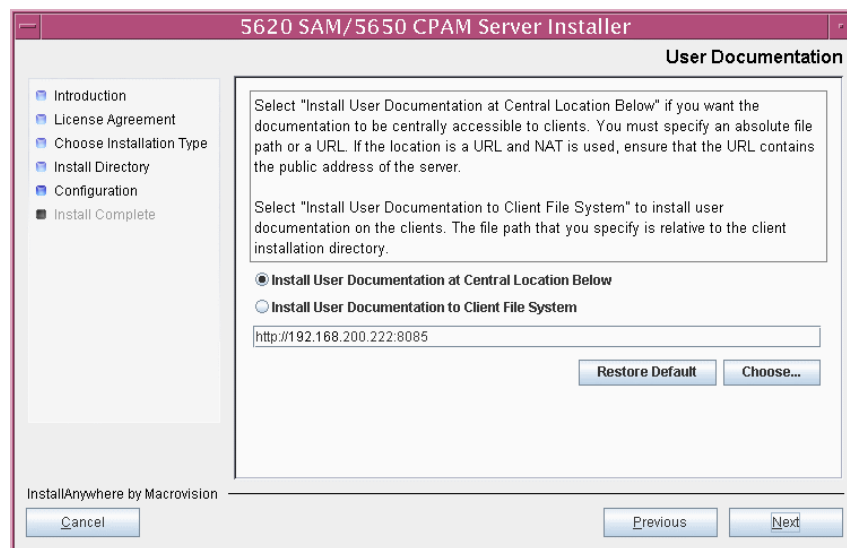 5620 SAM/5650 CPAM Server Installer
User Documentation
Introduction
License Agreement
Choose Installation Type
Install Directory
Configuration
Install Complete
Select "Install User Documentation at Central Location Below" if you want the
documentation to be centrally accessible to clients. You must specify an absolute file
path or a URL. If the location is a URL and NAT is used, ensure that the URL contains
the public address of the server.
Select "Install User Documentation to Client File System" to install user
documentation on the clients. The file path that you specify is relative to the client
installation directory.
Install User Documentation at Central Location Below
Install User Documentation to Client File System
http://192.168.200.222:8085
Restore Default
Choose...
InstallAnywhere by Macrovision
Cancel
Previous
Next